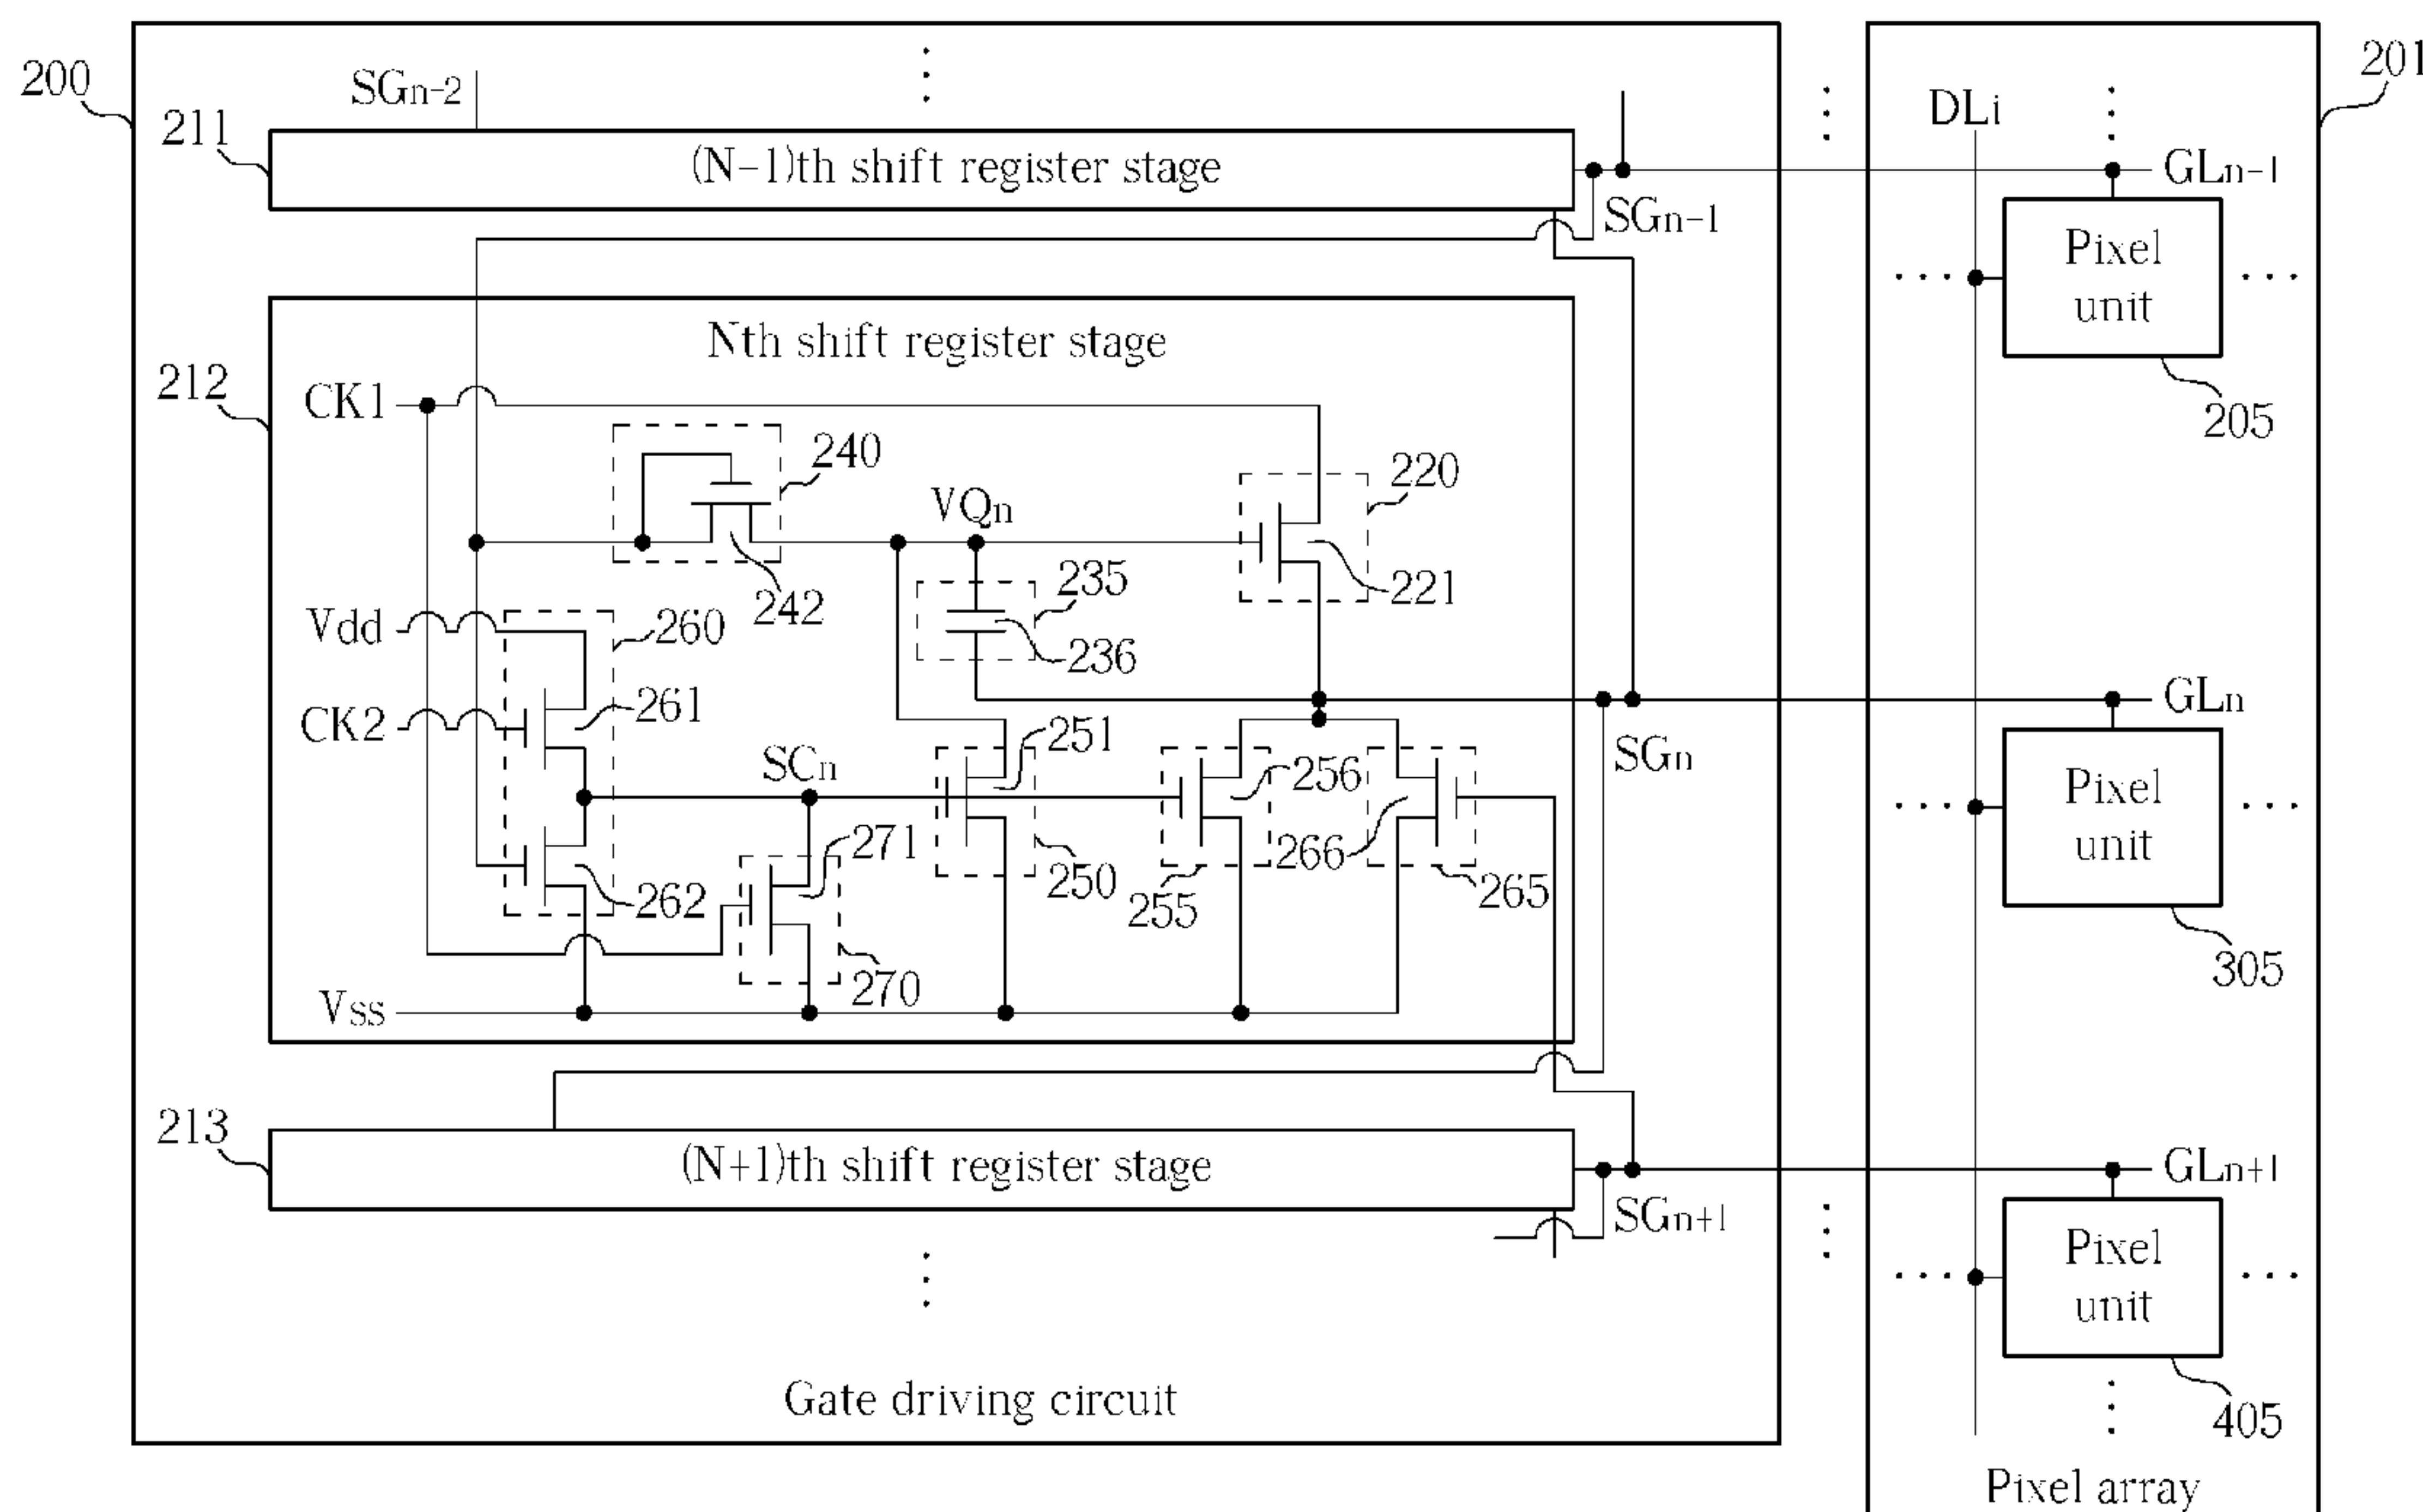 200
201
SGn-2
DLi
211
(N-1)th shift register stage
GLn-1
SGn-1
Pixel
unit
205
Nth shift register stage
212
CK1
240
220
VQn
221
242
235
236
Vdd
260
CK2
261
GLn
251
SGn
SCn
256
Pixel
unit
271
266
250
265
262
255
270
305
Vss
213
(N+1)th shift register stage
GLn+1
SGn+1
Pixel
unit
405
Gate driving circuit
Pixel array